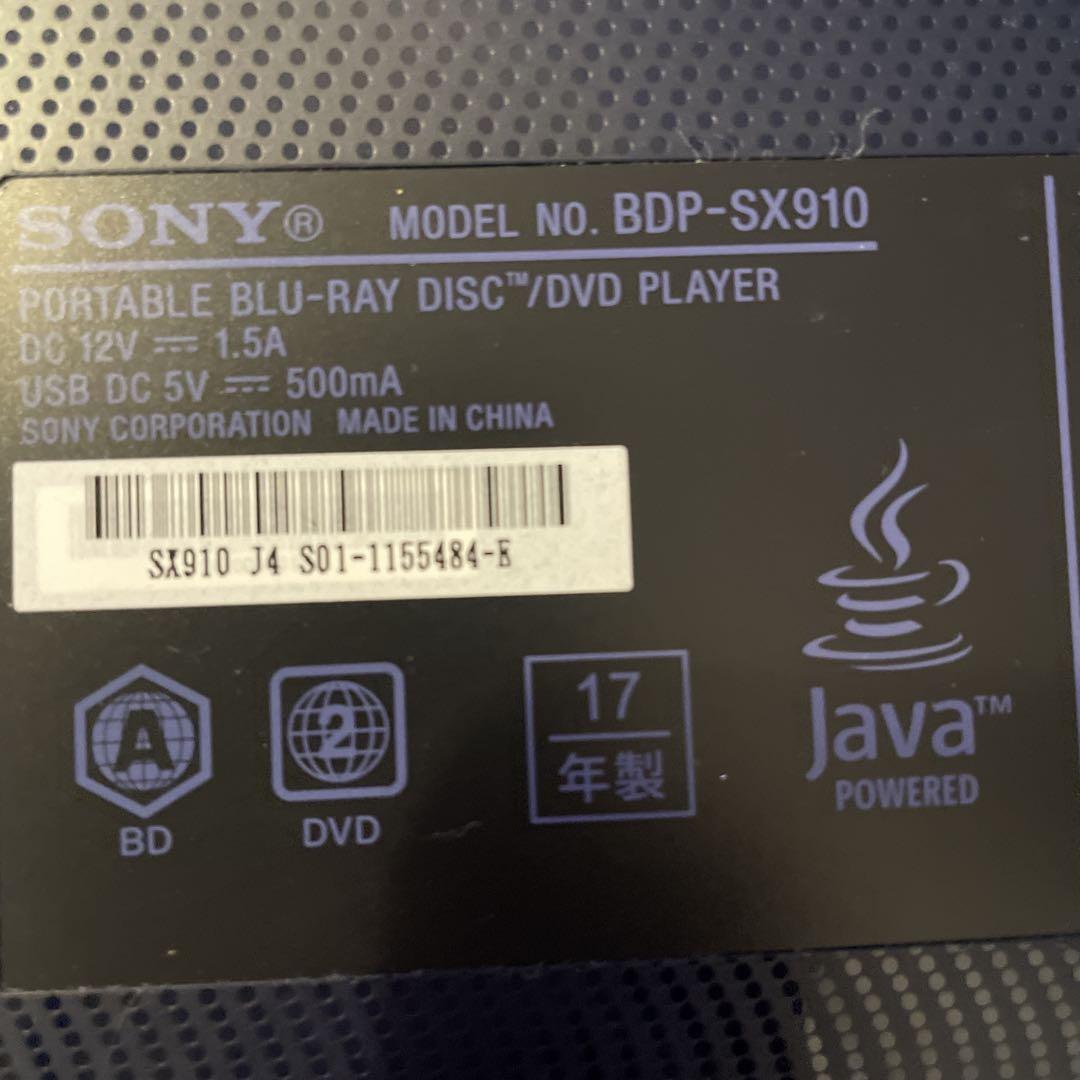 SONY® MODEL NO. BDP-SX910
PORTABLE BLU-RAY DISC™/DVD PLAYER
DC 12V ⎓ 1.5A
USB DC 5V ⎓ 500mA
SONY CORPORATION MADE IN CHINA
SX910 J4 S01-1155484-E
A
BD
2
DVD
17
年製
Java™
POWERED